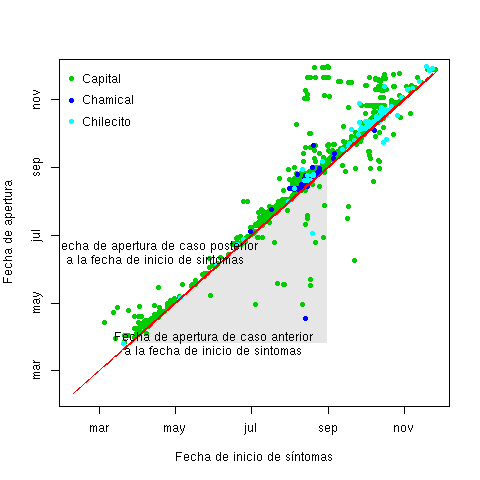 Capital
Chamical
Chilecito
echa de apertura de caso posterior
a la fecha de inicio de síntomas
Fecha de apertura de caso anterior
a la fecha de inicio de síntomas
Fecha de apertura
mar
may
jul
sep
nov
mar
may
jul
sep
nov
Fecha de inicio de síntomas